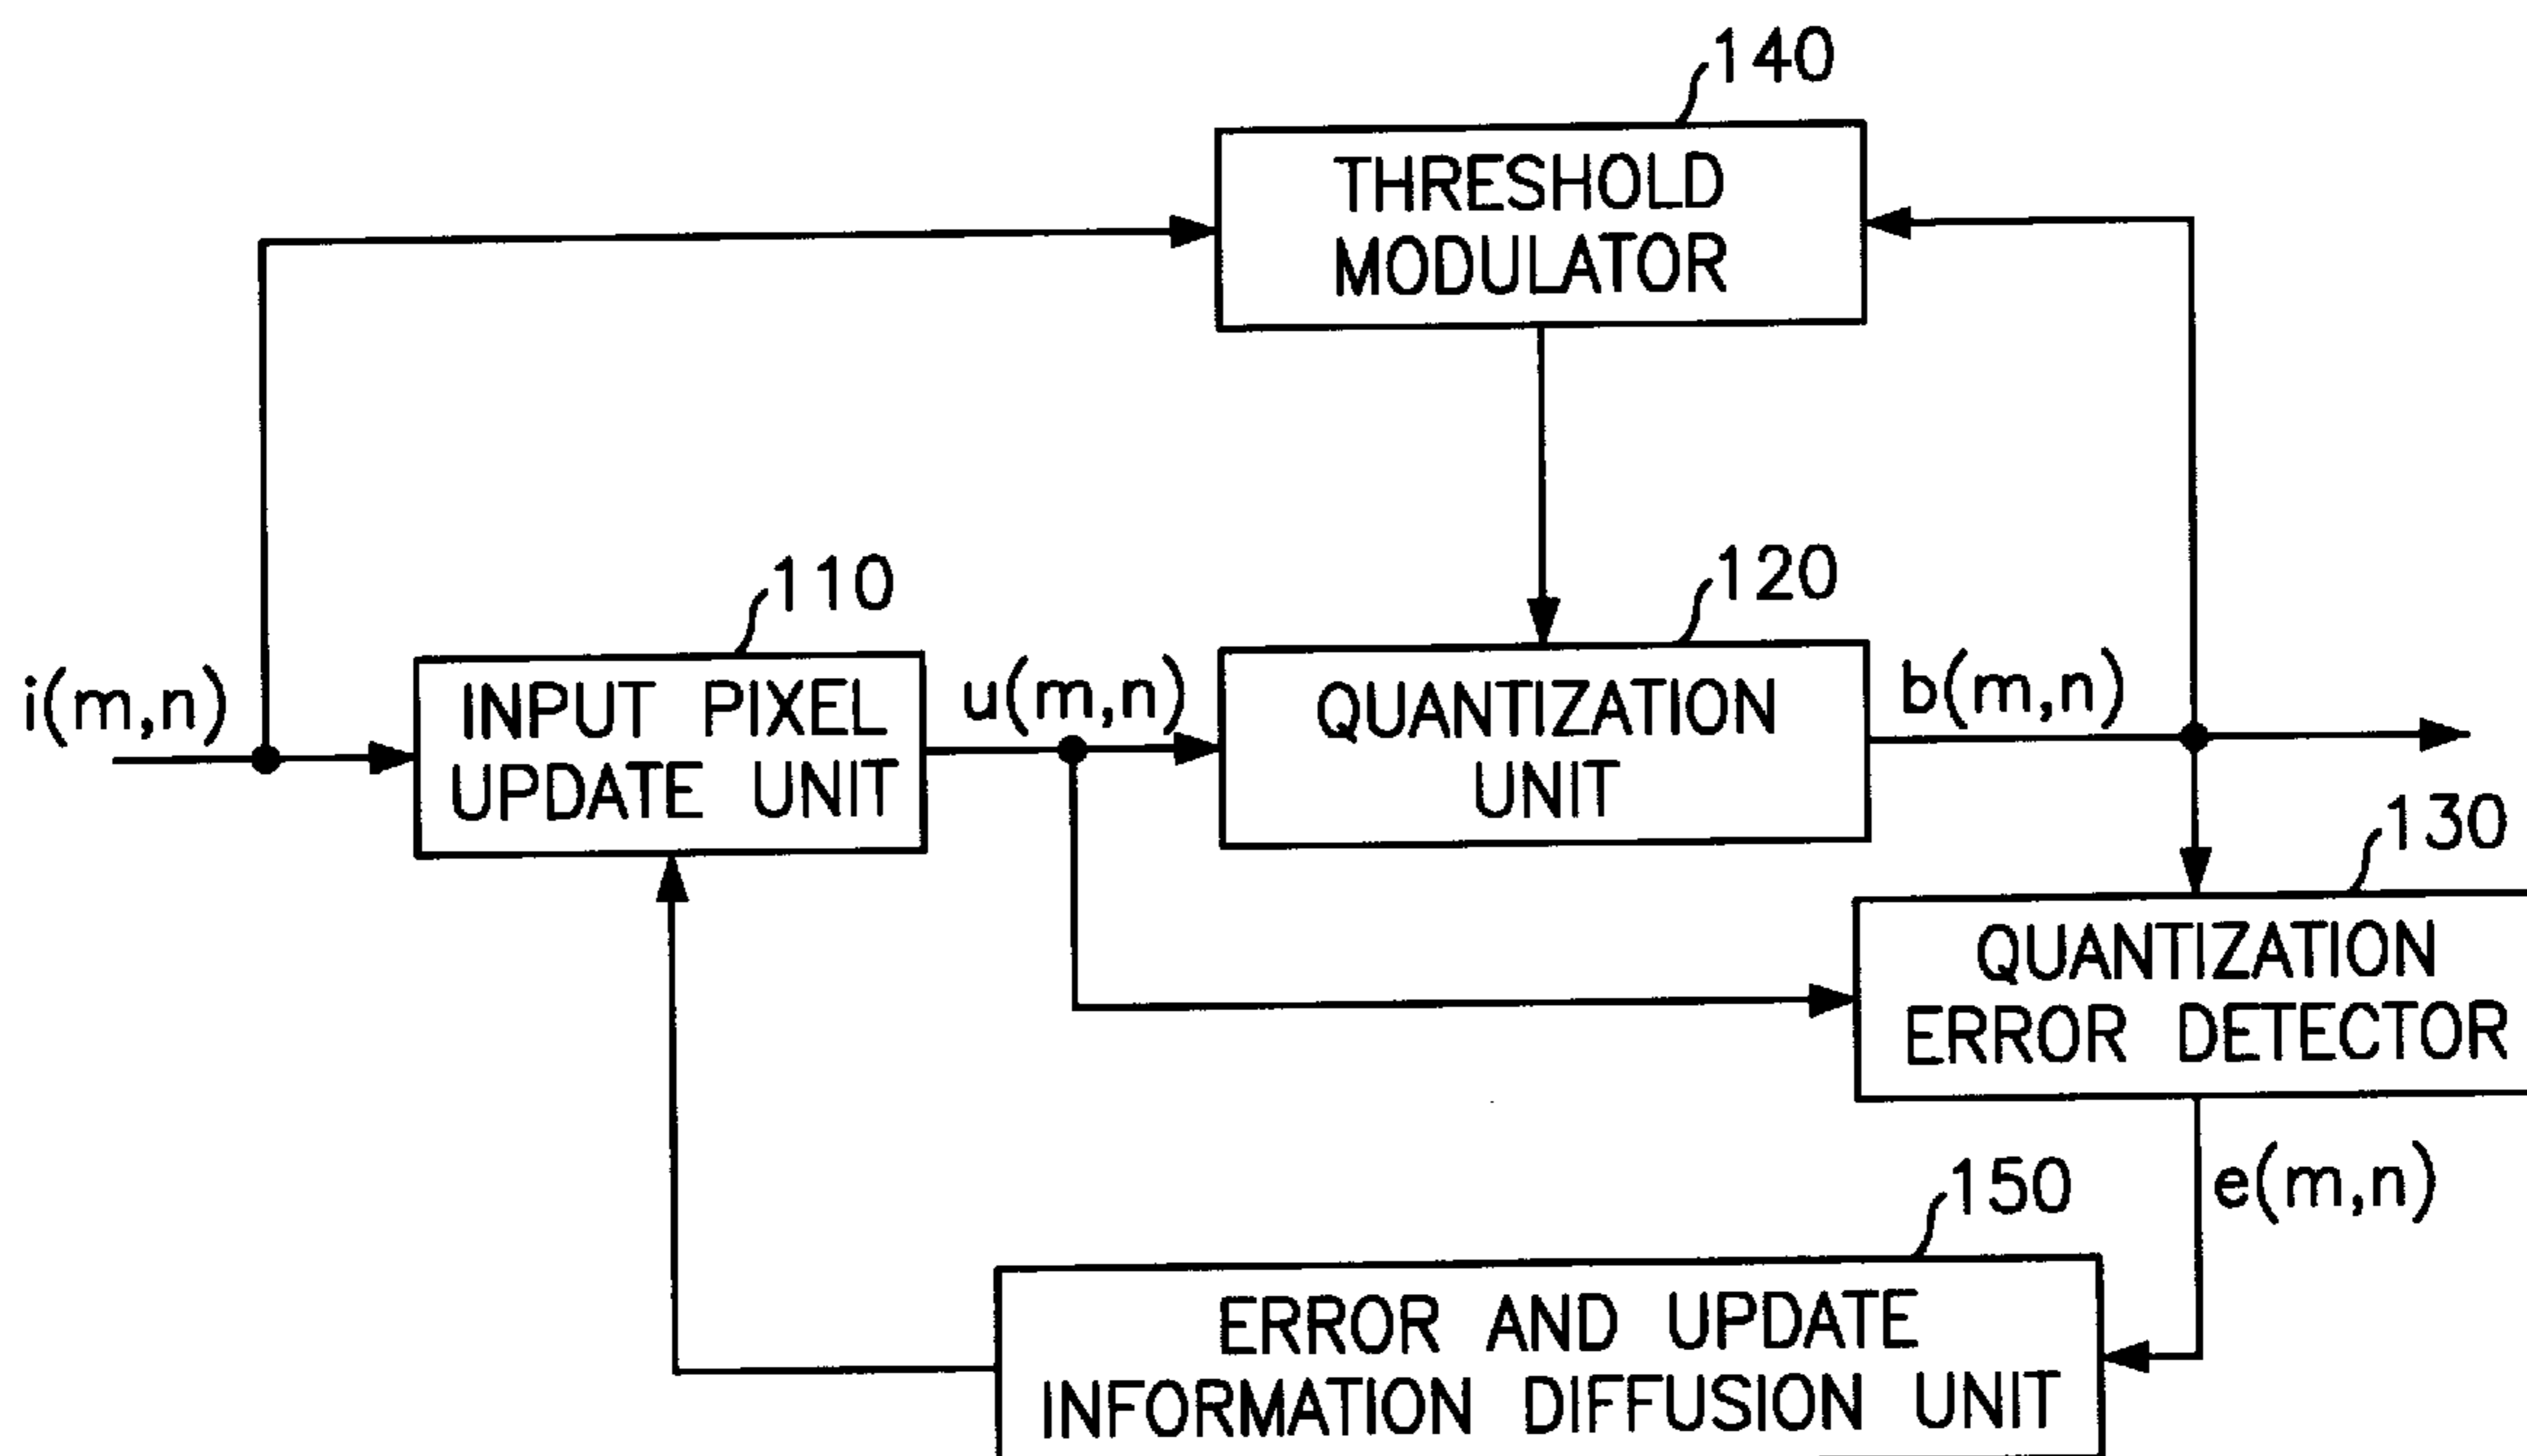 140
THRESHOLD
MODULATOR
110
120
i(m,n)
INPUT PIXEL
UPDATE UNIT
u(m,n)
QUANTIZATION
UNIT
b(m,n)
130
QUANTIZATION
ERROR DETECTOR
e(m,n)
150
ERROR AND UPDATE
INFORMATION DIFFUSION UNIT